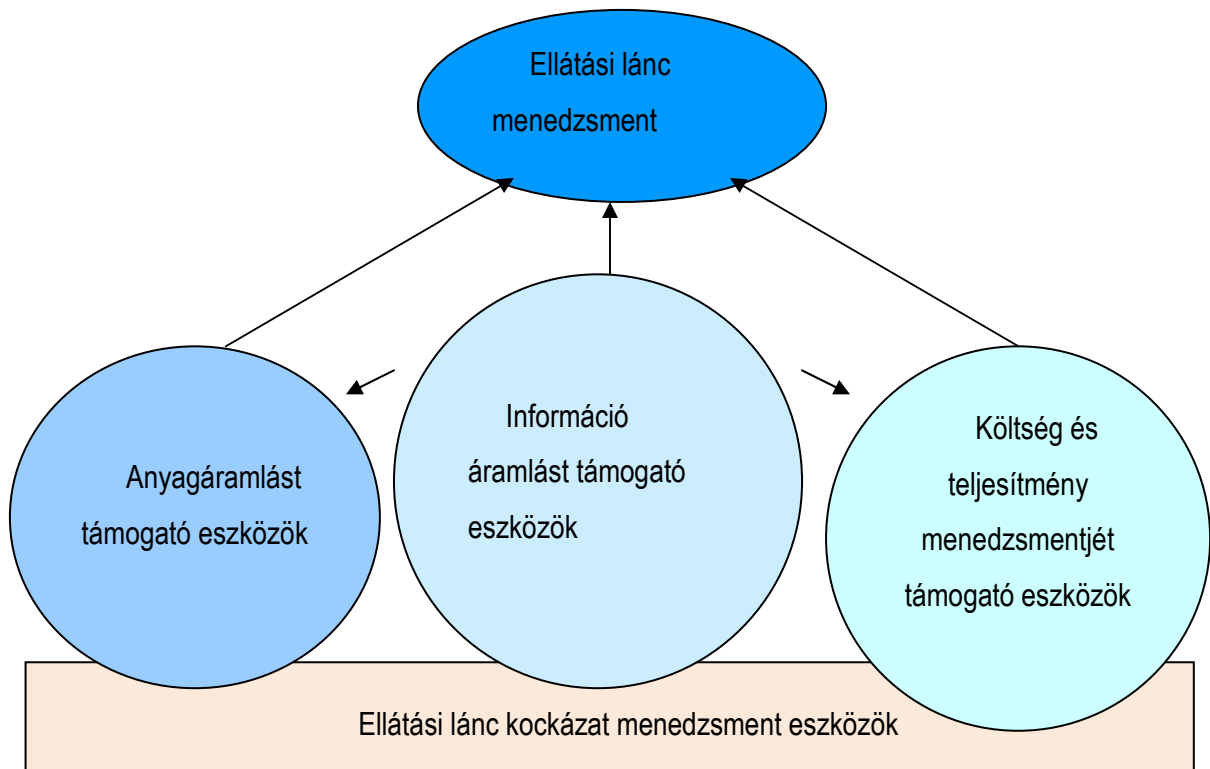 Ellátási lánc
menedzsment
Információ
áramlást támogató
eszközök
Anyagáramlást
támogató eszközök
Költség és
teljesítmény
menedzsmentjét
támogató eszközök
Ellátási lánc kockázat menedzsment eszközök